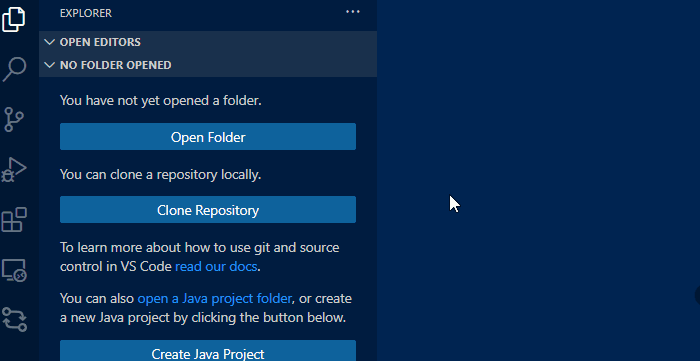 EXPLORER
OPEN EDITORS
NO FOLDER OPENED
You have not yet opened a folder.
Open Folder
You can clone a repository locally.
Clone Repository
To learn more about how to use git and source
control in VS Code read our docs.
You can also open a Java project folder, or create
a new Java project by clicking the button below.
Create Java Project